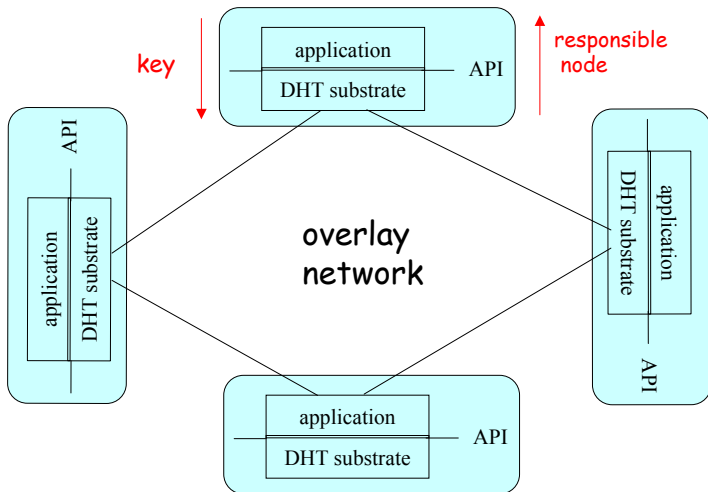 application
DHT substrate
API
key
responsible
node
API
application
DHT substrate
overlay
network
DHT substrate
application
API
application
DHT substrate
API